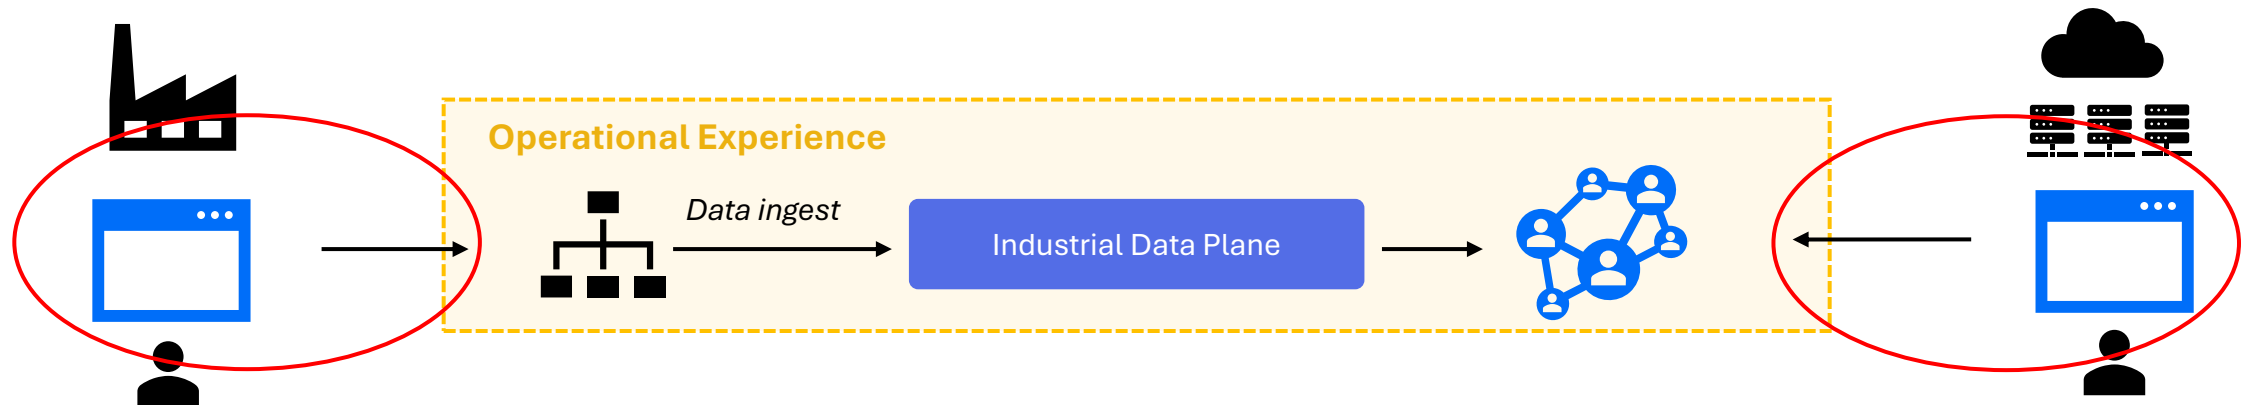 Operational Experience
Data ingest
Industrial Data Plane